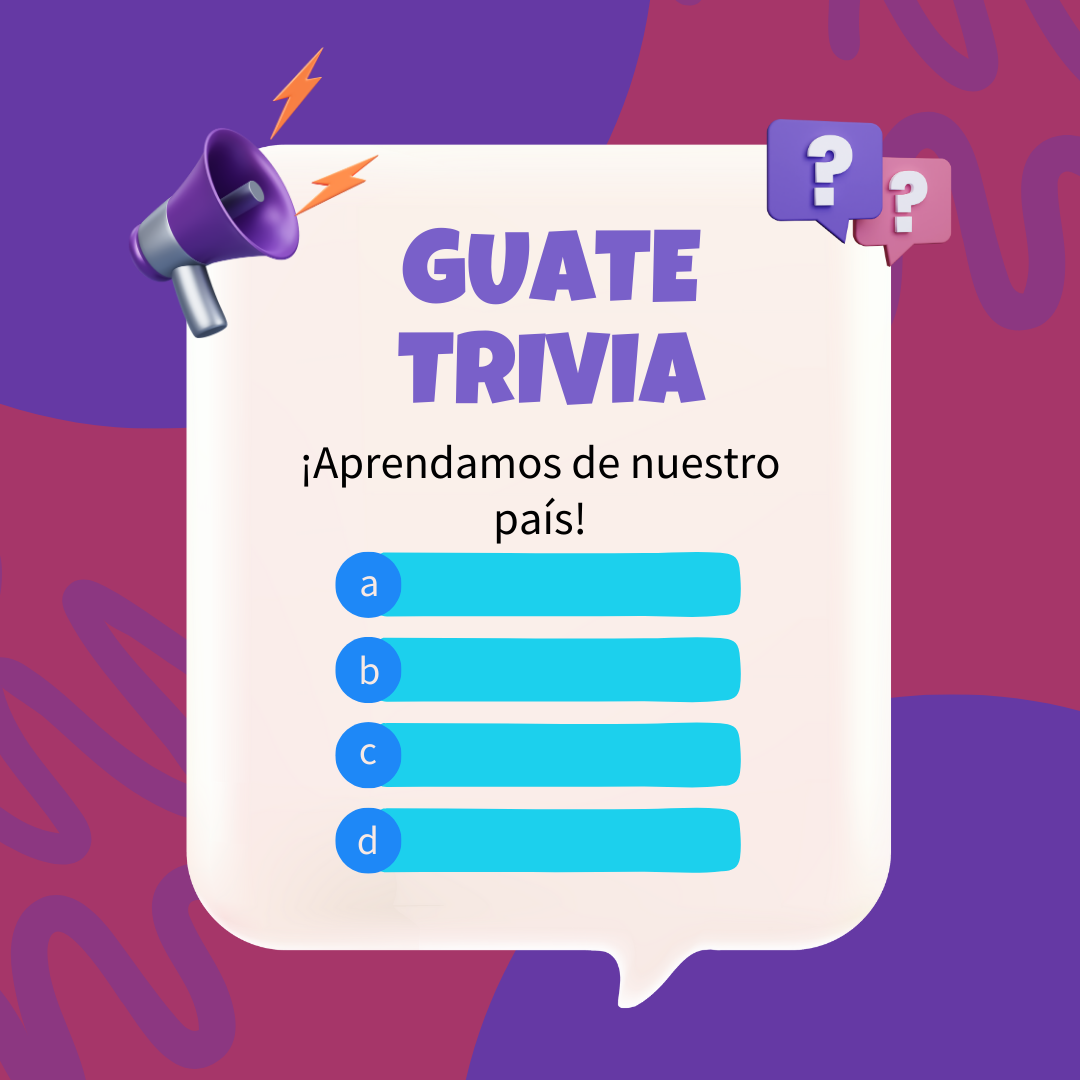 GUATE
TRIVIA
¡Aprendamos de nuestro
país!
a
b
c
d
? ?